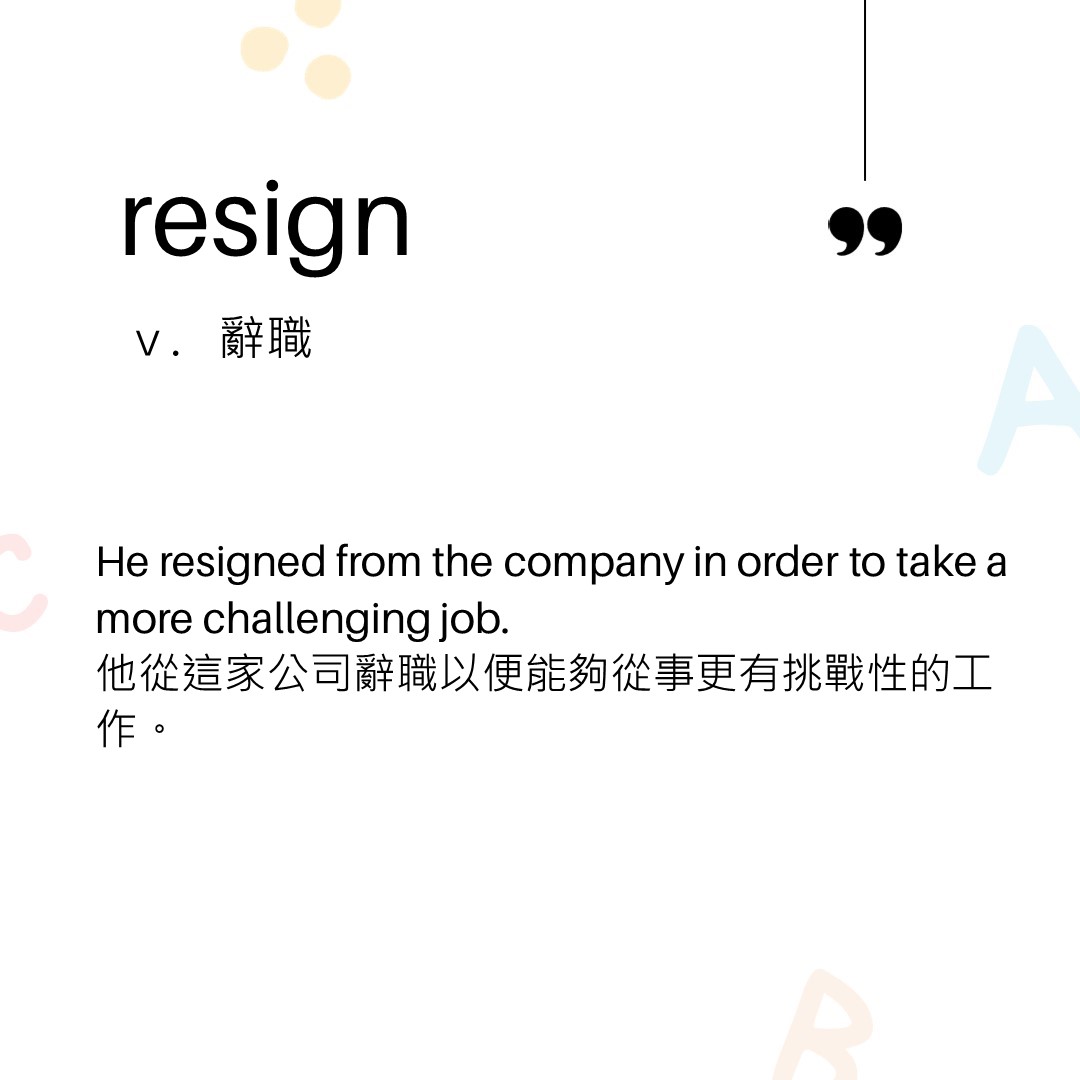 resign
v. 辭職
He resigned from the company in order to take a
more challenging job.
他從這家公司辭職以便能夠從事更有挑戰性的工
作。
C
A
B